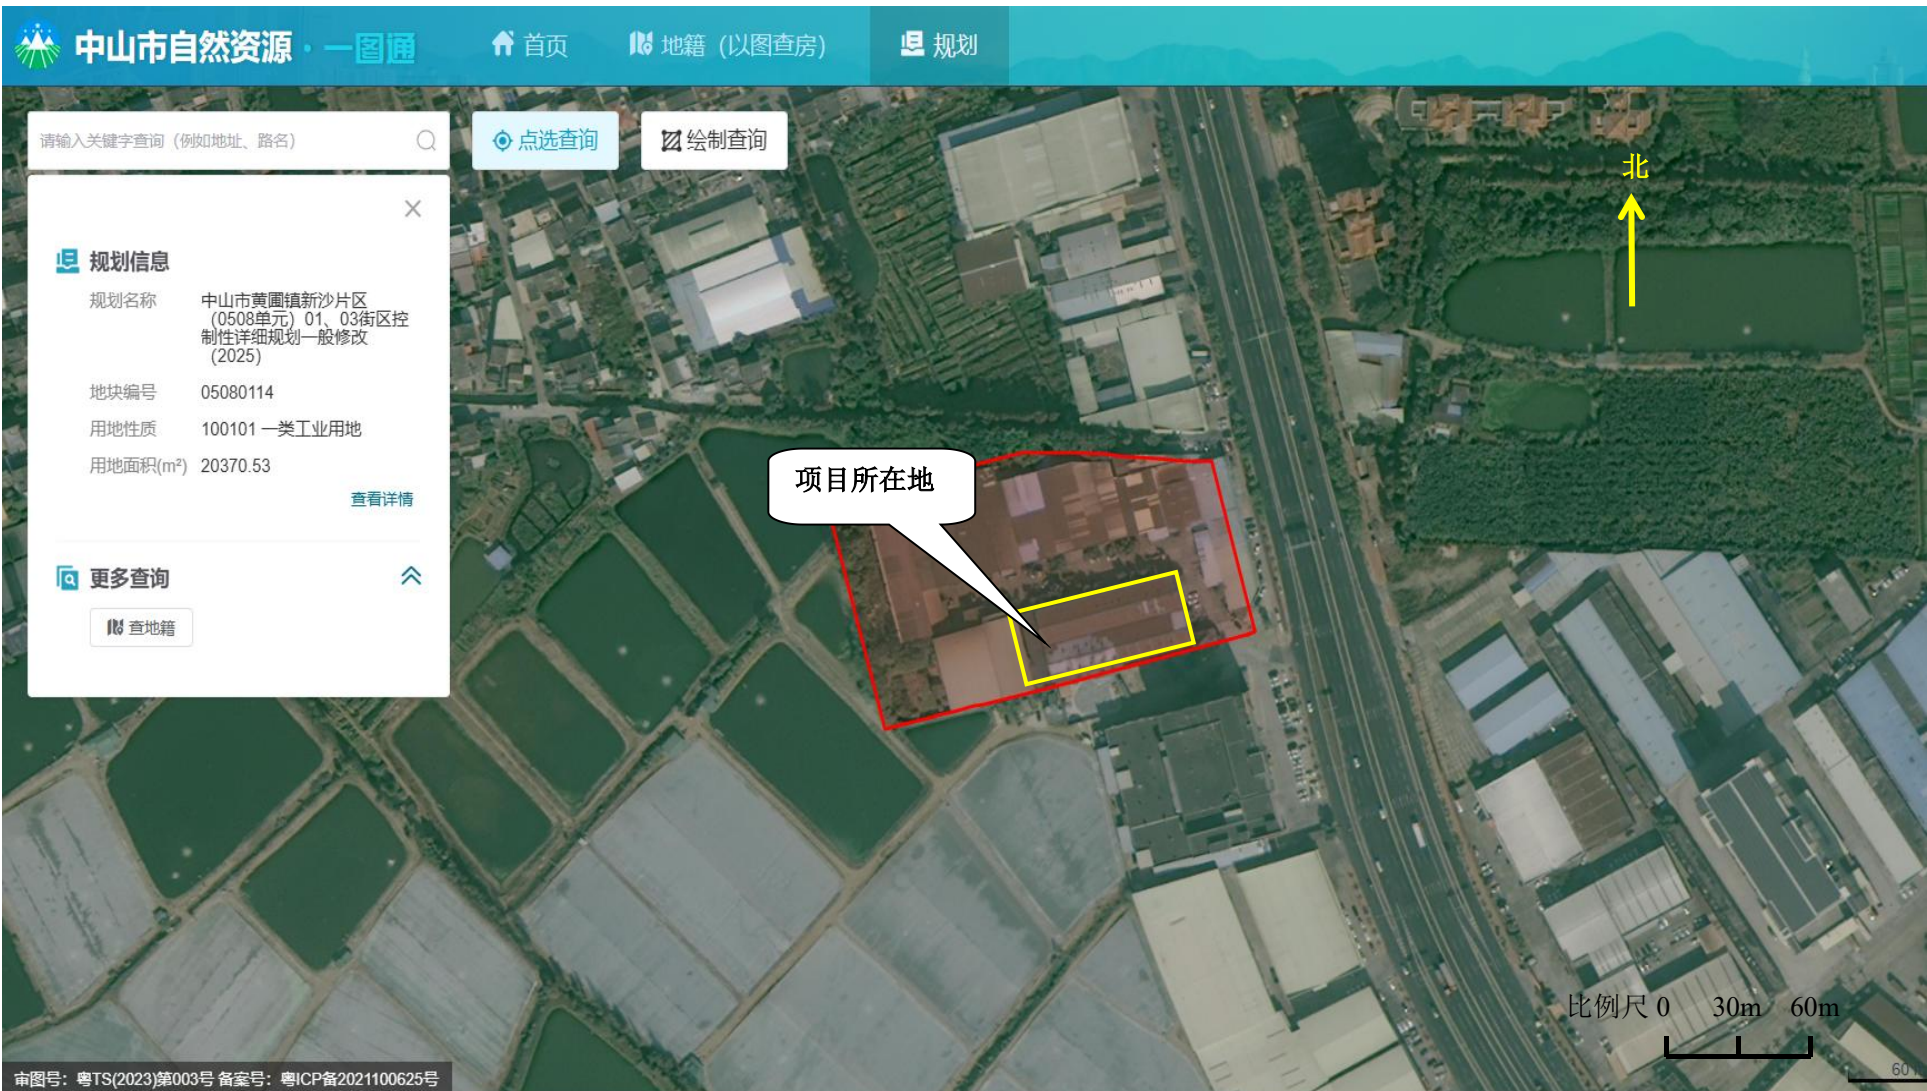 中山市自然资源·一图通
首页
地籍（以图查房）
规划
请输入关键字查询（例如地址、路名）
点选查询
绘制查询
北
规划信息
规划名称 中山市黄圃镇新沙片区
（0508单元）01、03街区控
制性详细规划一般修改
（2025）
地块编号 05080114
用地性质 100101 一类工业用地
用地面积(m²) 20370.53
查看详情
项目所在地
更多查询
查地籍
比例尺 0 30m 60m
60
审图号：粤TS(2023)第003号 备案号：粤ICP备2021100625号